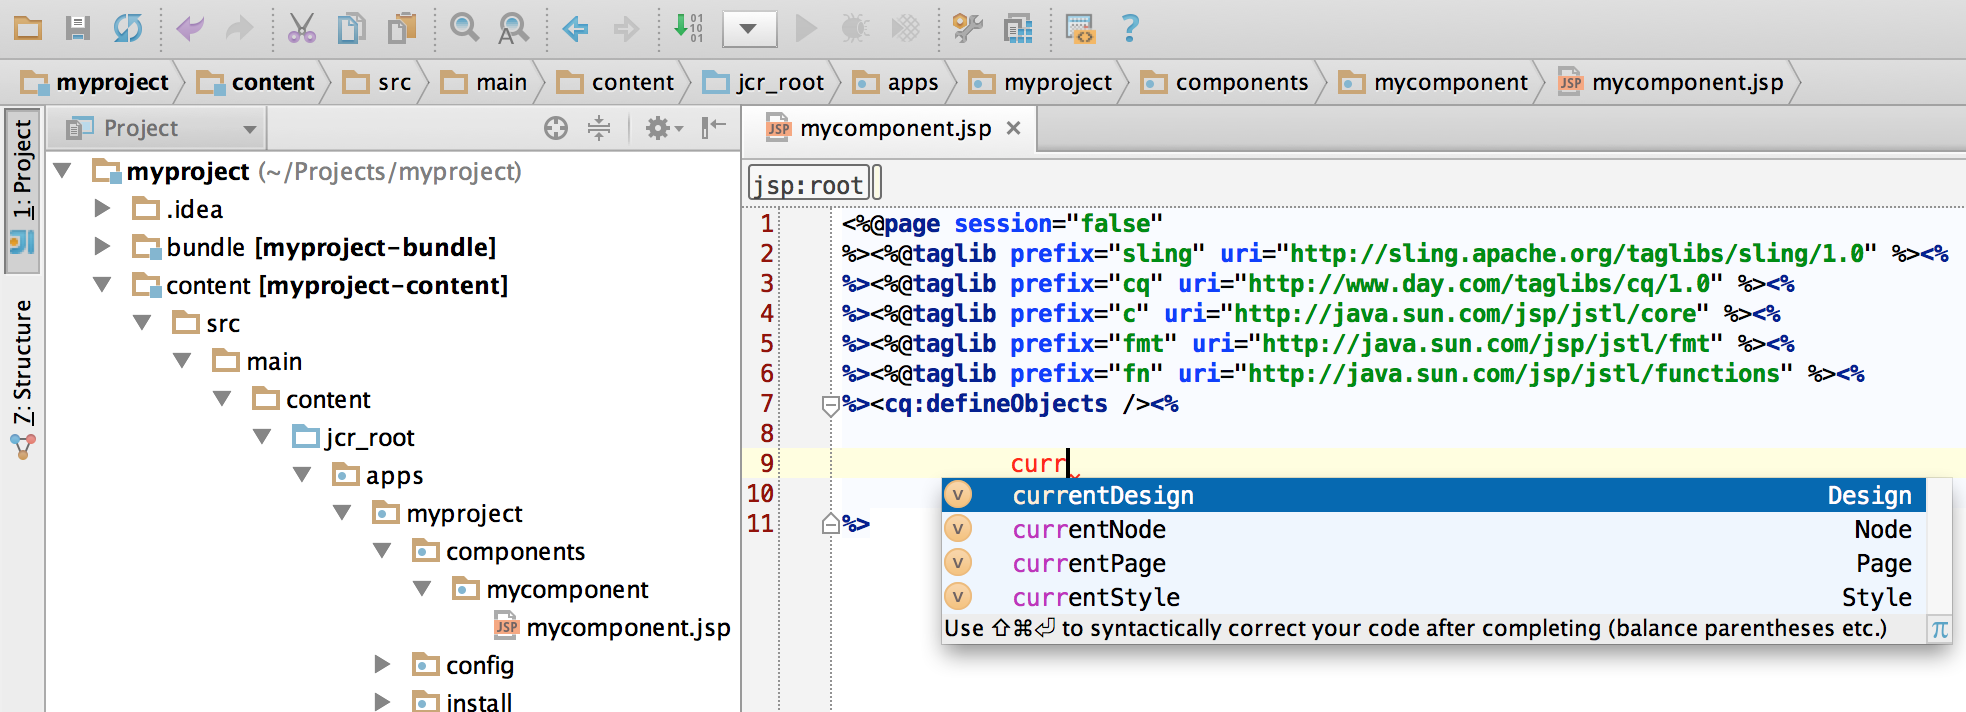 myproject content src main content jcr_root apps myproject components mycomponent mycomponent.jsp
1: Project
7: Structure
Project
myproject (~/Projects/myproject)
.idea
bundle [myproject-bundle]
content [myproject-content]
src
main
content
jcr_root
apps
myproject
components
mycomponent
JSP mycomponent.jsp
config
install
JSP mycomponent.jsp
jsp:root
1 <%@page session="false"
2 %><%@taglib prefix="sling" uri="http://sling.apache.org/taglibs/sling/1.0" %><%
3 %><%@taglib prefix="cq" uri="http://www.day.com/taglibs/cq/1.0" %><%
4 %><%@taglib prefix="c" uri="http://java.sun.com/jsp/jstl/core" %><%
5 %><%@taglib prefix="fmt" uri="http://java.sun.com/jsp/jstl/fmt" %><%
6 %><%@taglib prefix="fn" uri="http://java.sun.com/jsp/jstl/functions" %><%
7 %><cq:defineObjects /><%
8
9 curr
10
11 %>
v currentDesign Design
v currentNode Node
v currentPage Page
v currentStyle Style
Use ⇧⌘⏎ to syntactically correct your code after completing (balance parentheses etc.) π